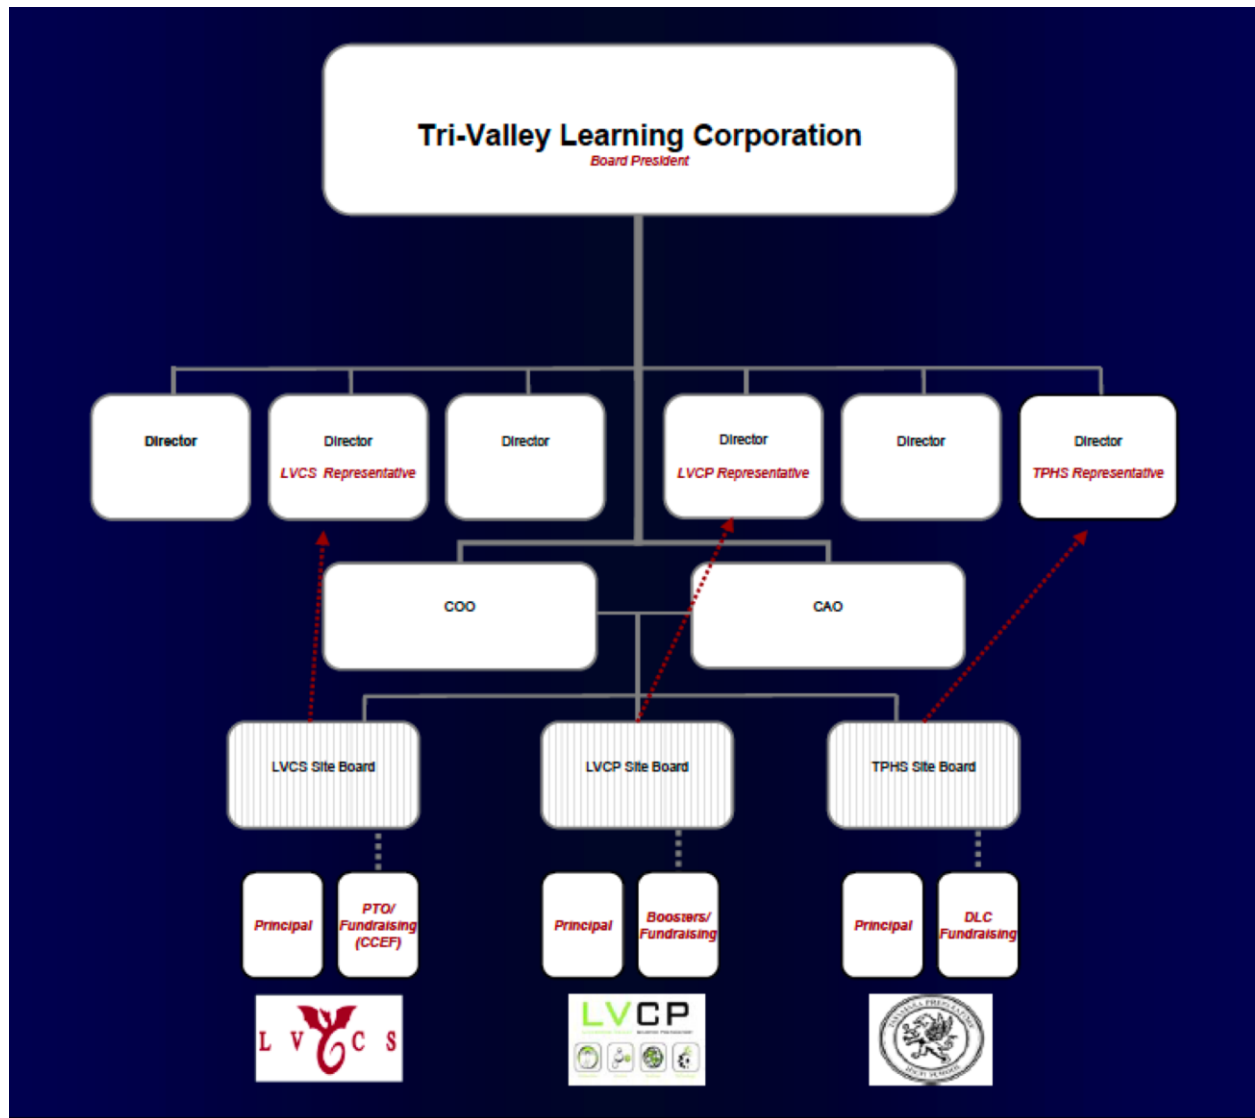 Tri-Valley Learning Corporation
Board President
Director
Director
LVCS Representative
Director
Director
LVCP Representative
Director
Director
TPHS Representative
COO
CAO
LVCS Site Board
LVCP Site Board
TPHS Site Board
Principal
PTO/
Fundraising
(CCEF)
Principal
Boosters/
Fundraising
Principal
DLC
Fundraising
L V C S
LVCP
HIGH SCHOOL